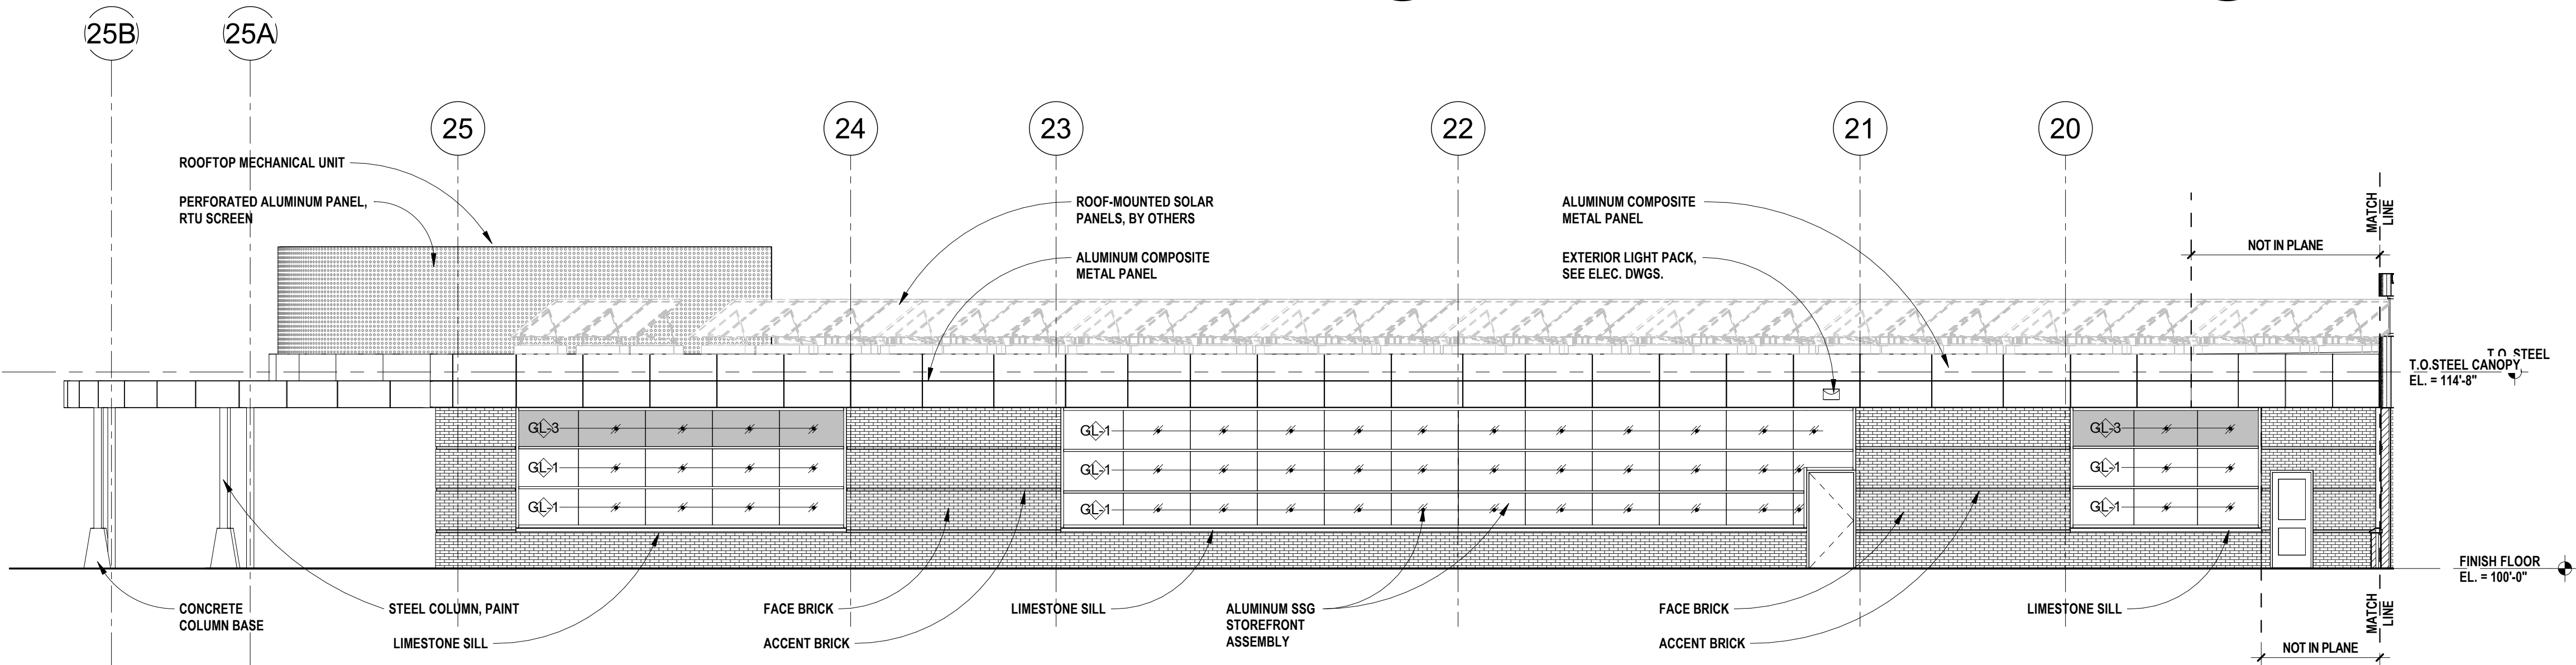 25B
25A
25
24
23
22
21
20
ROOFTOP MECHANICAL UNIT
PERFORATED ALUMINUM PANEL,
RTU SCREEN
ROOF-MOUNTED SOLAR
PANELS, BY OTHERS
ALUMINUM COMPOSITE
METAL PANEL
ALUMINUM COMPOSITE
METAL PANEL
EXTERIOR LIGHT PACK,
SEE ELEC. DWGS.
MATCH
LINE
NOT IN PLANE
T.O. STEEL
T.O.STEEL CANOPY
EL. = 114'-8"
GL-3
GL-1
GL-1
GL-1
GL-1
GL-1
GL-3
GL-1
GL-1
FINISH FLOOR
EL. = 100'-0"
CONCRETE
COLUMN BASE
STEEL COLUMN, PAINT
LIMESTONE SILL
FACE BRICK
ACCENT BRICK
LIMESTONE SILL
ALUMINUM SSG
STOREFRONT
ASSEMBLY
FACE BRICK
ACCENT BRICK
LIMESTONE SILL
MATCH
LINE
NOT IN PLANE